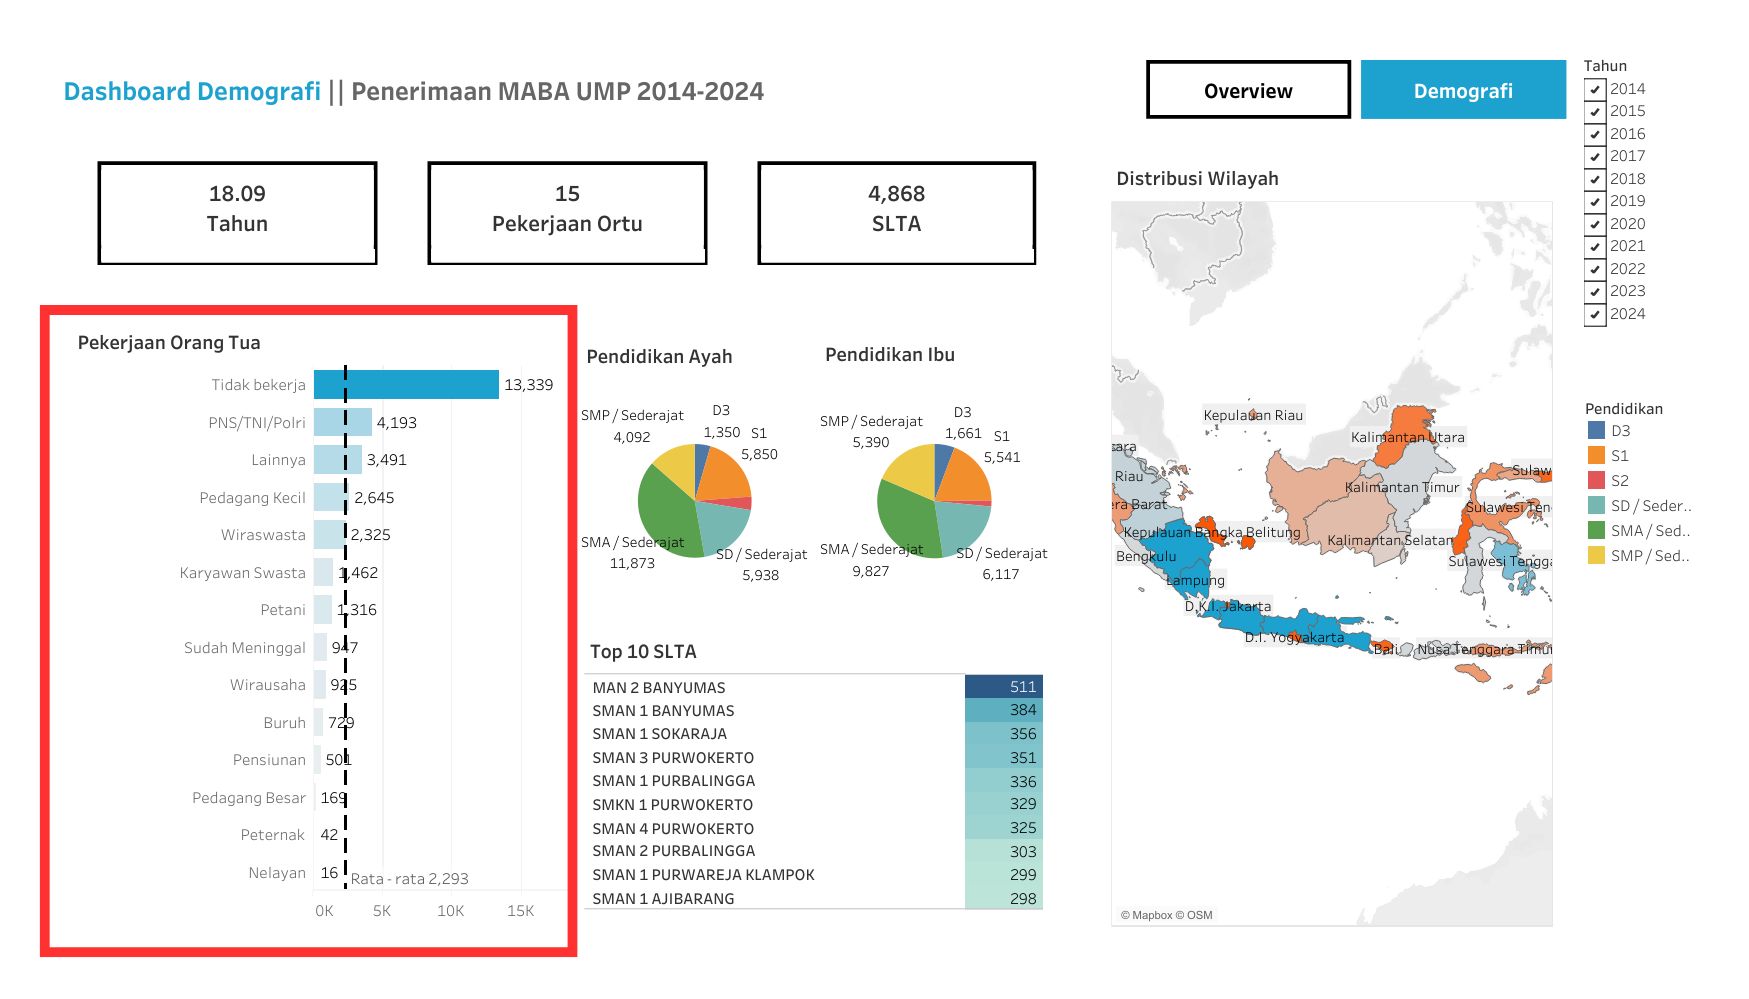 Dashboard Demografi || Penerimaan MABA UMP 2014-2024
Overview
Demografi
18.09
Tahun
15
Pekerjaan Ortu
4,868
SLTA
Pekerjaan Orang Tua
Tidak bekerja 13,339
PNS/TNI/Polri 4,193
Lainnya 3,491
Pedagang Kecil 2,645
Wiraswasta 2,325
Karyawan Swasta 1,462
Petani 1,316
Sudah Meninggal 947
Wirausaha 925
Buruh 729
Pensiunan 501
Pedagang Besar 169
Peternak 42
Nelayan 16
Rata - rata 2,293
0K 5K 10K 15K
Pendidikan Ayah
SMP / Sederajat
4,092
D3
1,350
S1
5,850
SMA / Sederajat
11,873
SD / Sederajat
5,938
Pendidikan Ibu
SMP / Sederajat
5,390
D3
1,661
S1
5,541
SMA / Sederajat
9,827
SD / Sederajat
6,117
Top 10 SLTA
MAN 2 BANYUMAS 511
SMAN 1 BANYUMAS 384
SMAN 1 SOKARAJA 356
SMAN 3 PURWOKERTO 351
SMAN 1 PURBALINGGA 336
SMKN 1 PURWOKERTO 329
SMAN 4 PURWOKERTO 325
SMAN 2 PURBALINGGA 303
SMAN 1 PURWAREJA KLAMPOK 299
SMAN 1 AJIBARANG 298
Distribusi Wilayah
Kepulauan Riau
Kalimantan Utara
Riau
Sulaw
Kalimantan Timur
era Barat
Sulawesi Ten
Kepulauan Bangka Belitung
Kalimantan Selatan
Bengkulu
Sulawesi Tengga
Lampung
D.K.I. Jakarta
D.I. Yogyakarta
Bali
Nusa Tenggara Timur
© Mapbox © OSM
Tahun
2014
2015
2016
2017
2018
2019
2020
2021
2022
2023
2024
Pendidikan
D3
S1
S2
SD / Seder..
SMA / Sed..
SMP / Sed..